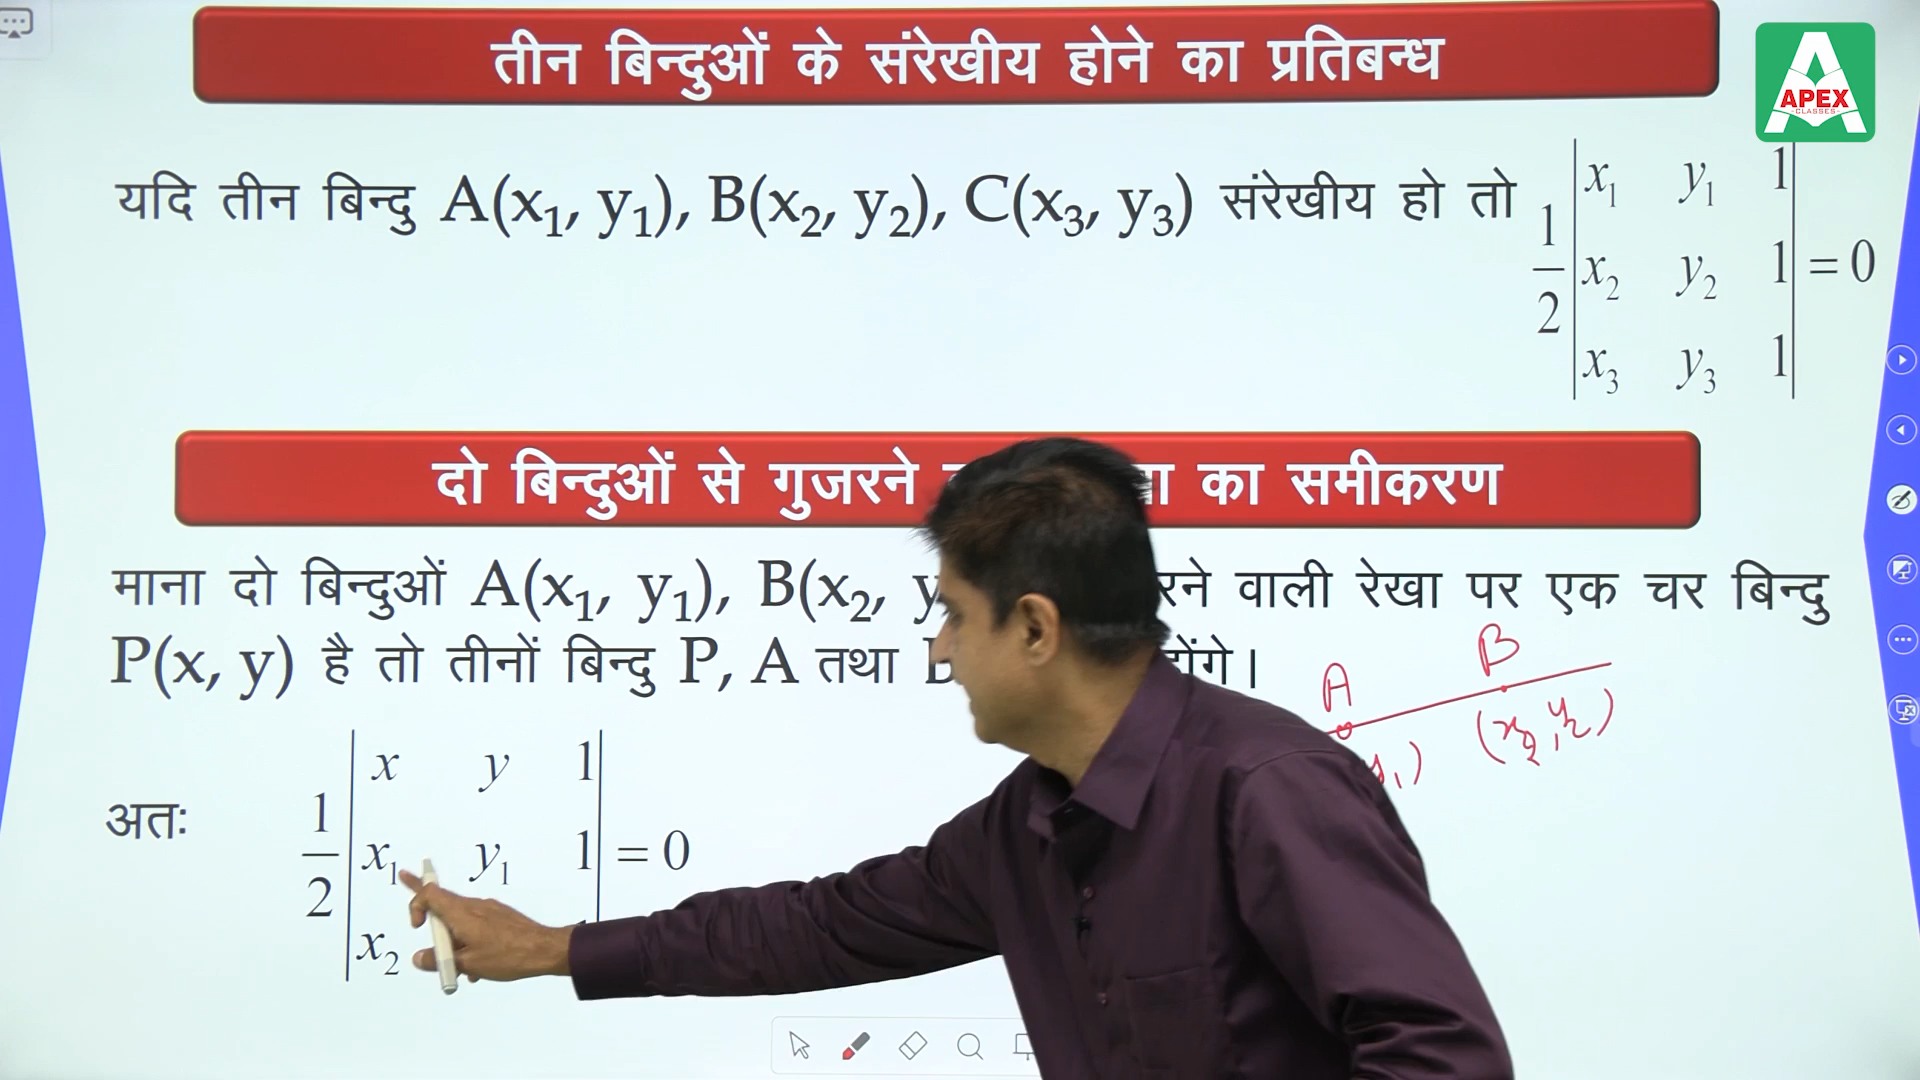 तीन बिन्दुओं के संरेखीय होने का प्रतिबन्ध
APEX
CLASSES
यदि तीन बिन्दु A(x₁, y₁), B(x₂, y₂), C(x₃, y₃) संरेखीय हो तो 1/2 |x₁ y₁ 1| = 0
|x₂ y₂ 1|
|x₃ y₃ 1|
दो बिन्दुओं से गुजरने का समीकरण
माना दो बिन्दुओं A(x₁, y₁), B(x₂, y वाली रेखा पर एक चर बिन्दु
P(x, y) है तो तीनों बिन्दु P, A तथा होंगे।
A B
(x₂, y₂)
अतः 1/2 |x y 1| = 0
|x₁ y₁ 1|
|x₂